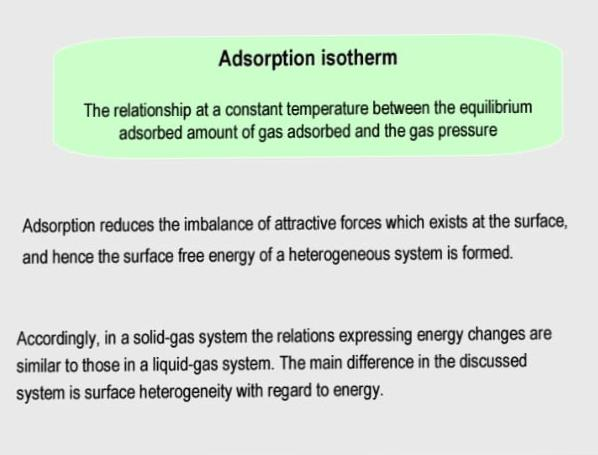 Adsorption isotherm
The relationship at a constant temperature between the equilibrium
adsorbed amount of gas adsorbed and the gas pressure
Adsorption reduces the imbalance of attractive forces which exists at the surface,
and hence the surface free energy of a heterogeneous system is formed.
Accordingly, in a solid-gas system the relations expressing energy changes are
similar to those in a liquid-gas system. The main difference in the discussed
system is surface heterogeneity with regard to energy.